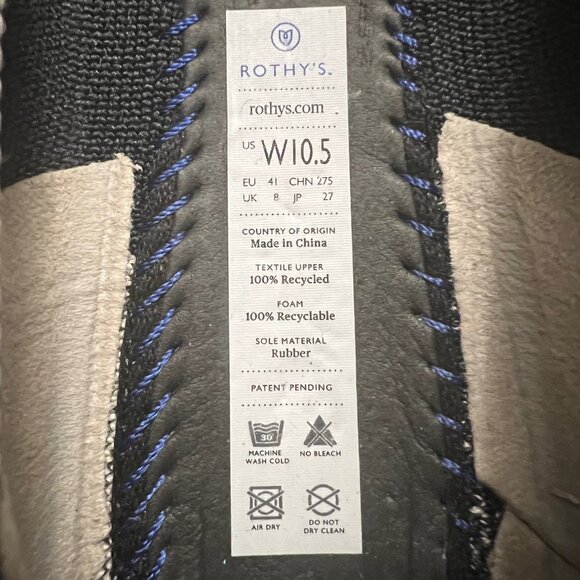 ROTHY'S™
rothys.com
US W10.5
EU 41 CHN 275
UK 8 JP 27
COUNTRY OF ORIGIN
Made in China
TEXTILE UPPER
100% Recycled
FOAM
100% Recyclable
SOLE MATERIAL
Rubber
PATENT PENDING
30°
MACHINE WASH COLD
NO BLEACH
AIR DRY
DO NOT DRY CLEAN